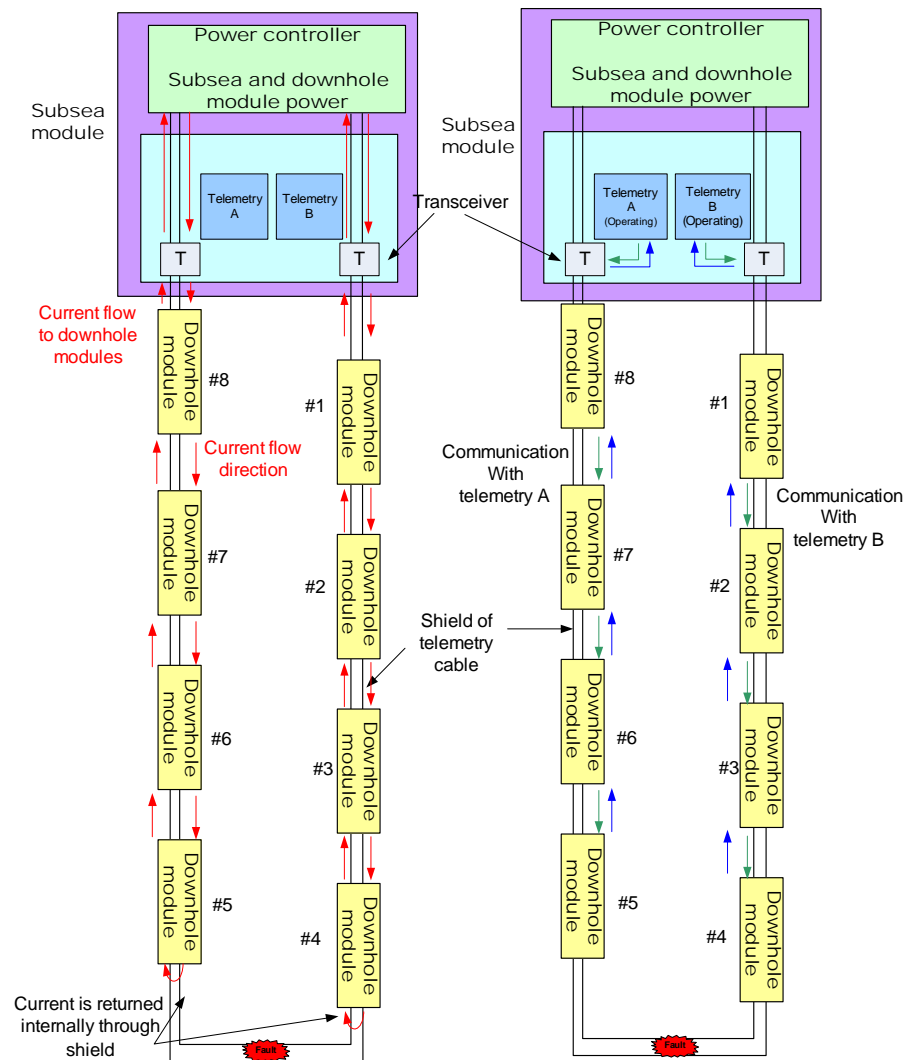 Power controller
Subsea and downhole
module power
Subsea
module
Telemetry
A
Telemetry
B
T
T
Current flow
to downhole
modules
Downhole
module
#8
Downhole
module
#1
Current flow
direction
Downhole
module
#7
Downhole
module
#2
Downhole
module
#6
Downhole
module
#3
Downhole
module
#5
Downhole
module
#4
Current is returned
internally through
shield
Fault
Transceiver
Shield of
telemetry
cable
Power controller
Subsea and downhole
module power
Subsea
module
Telemetry
A
(Operating)
Telemetry
B
(Operating)
T
T
Downhole
module
#8
Downhole
module
#1
Communication
With
telemetry A
Communication
With
telemetry B
Downhole
module
#7
Downhole
module
#2
Downhole
module
#6
Downhole
module
#3
Downhole
module
#5
Downhole
module
#4
Fault